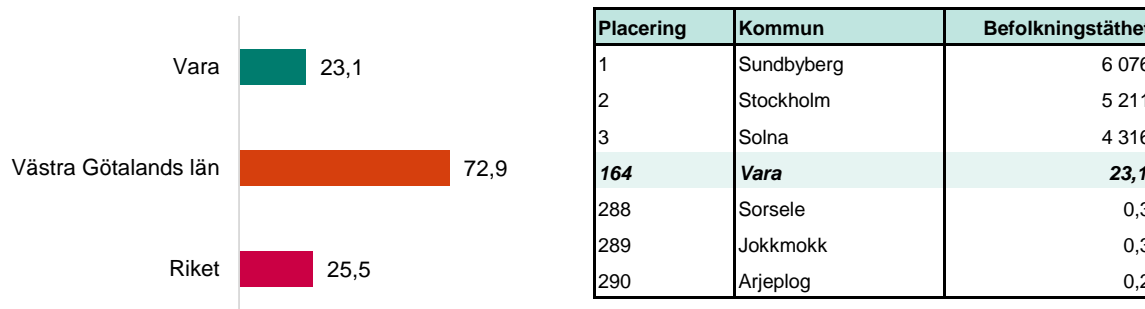 Vara 23,1
Västra Götalands län 72,9
Riket 25,5
Placering Kommun Befolkningstäthet
1 Sundbyberg 6 076
2 Stockholm 5 211
3 Solna 4 316
164 Vara 23,1
288 Sorsele 0,3
289 Jokkmokk 0,3
290 Arjeplog 0,2